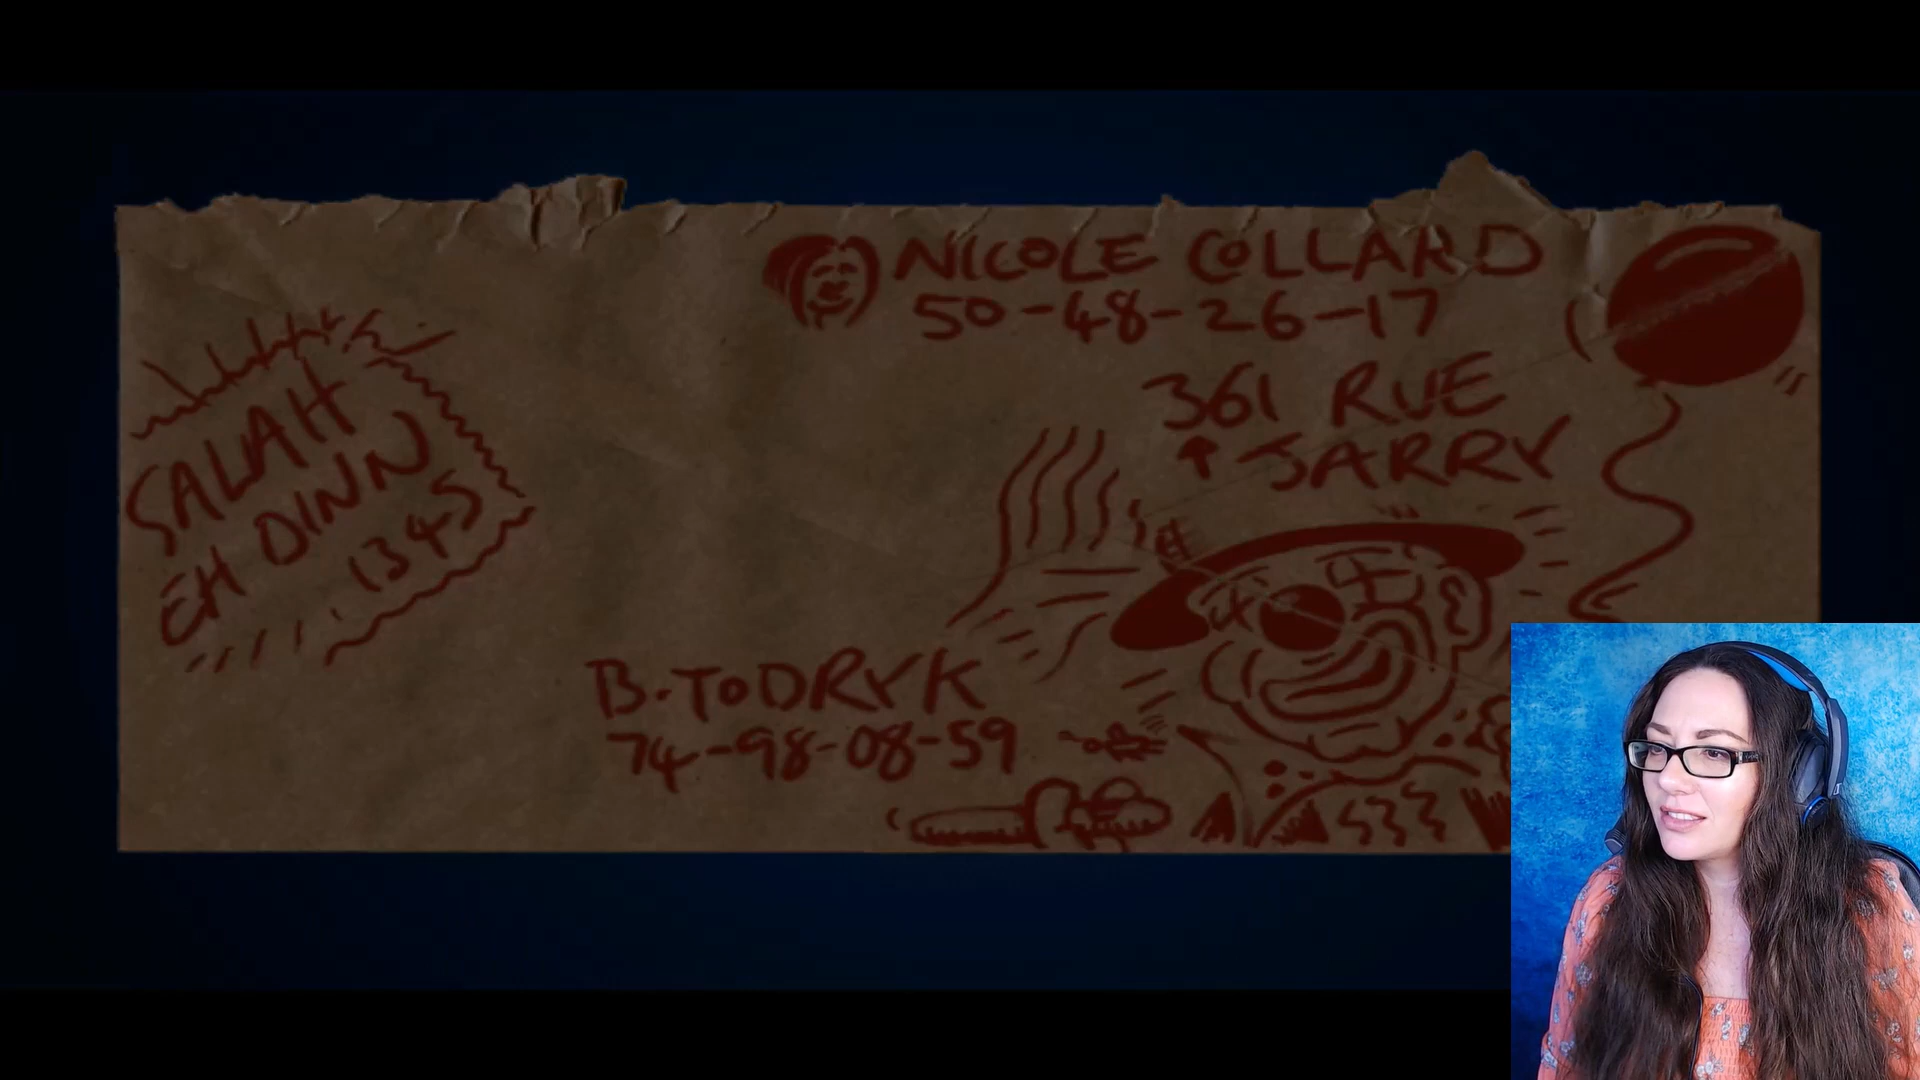 NICOLE COLLARD
50-48-26-17
361 RUE
JARRY
SALAH
EH DINN
1345
B. TODRYK
74-98-08-59